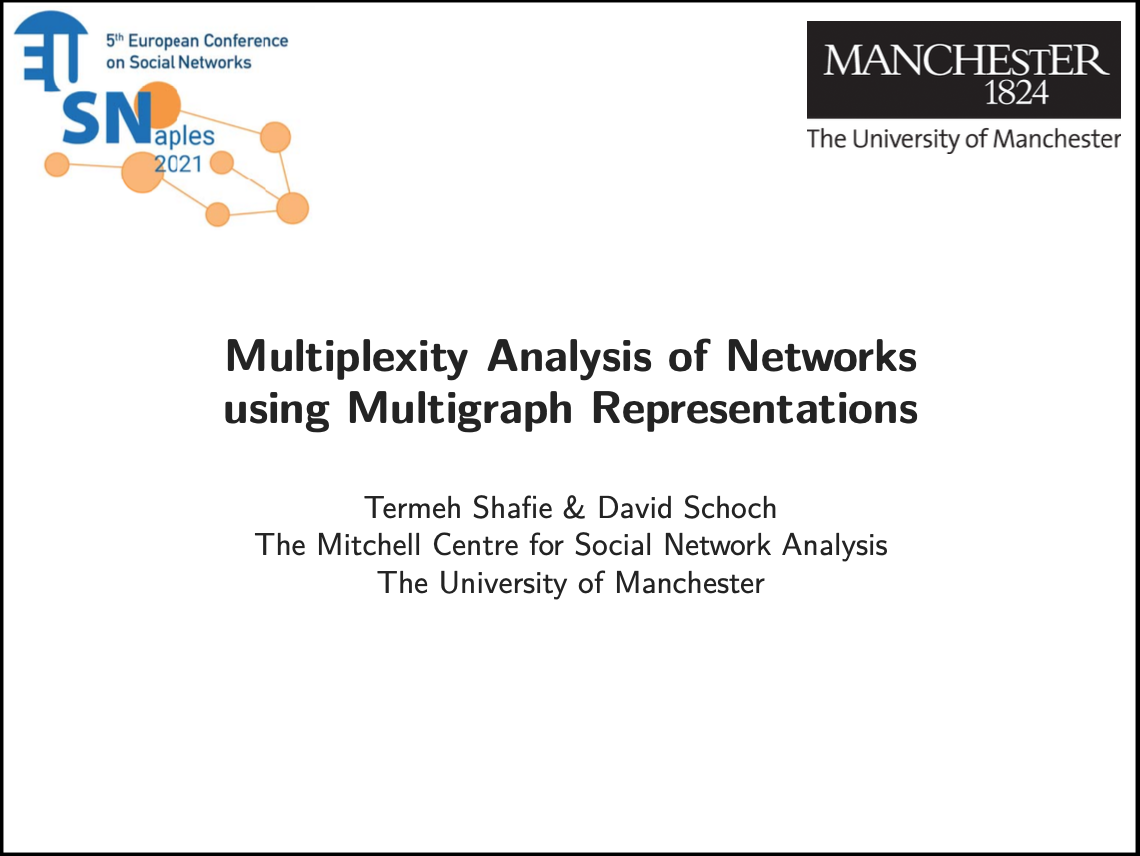 5th European Conference
on Social Networks
EU
SNaples
2021
MANCHESTER
1824
The University of Manchester
Multiplexity Analysis of Networks
using Multigraph Representations
Termeh Shafie & David Schoch
The Mitchell Centre for Social Network Analysis
The University of Manchester